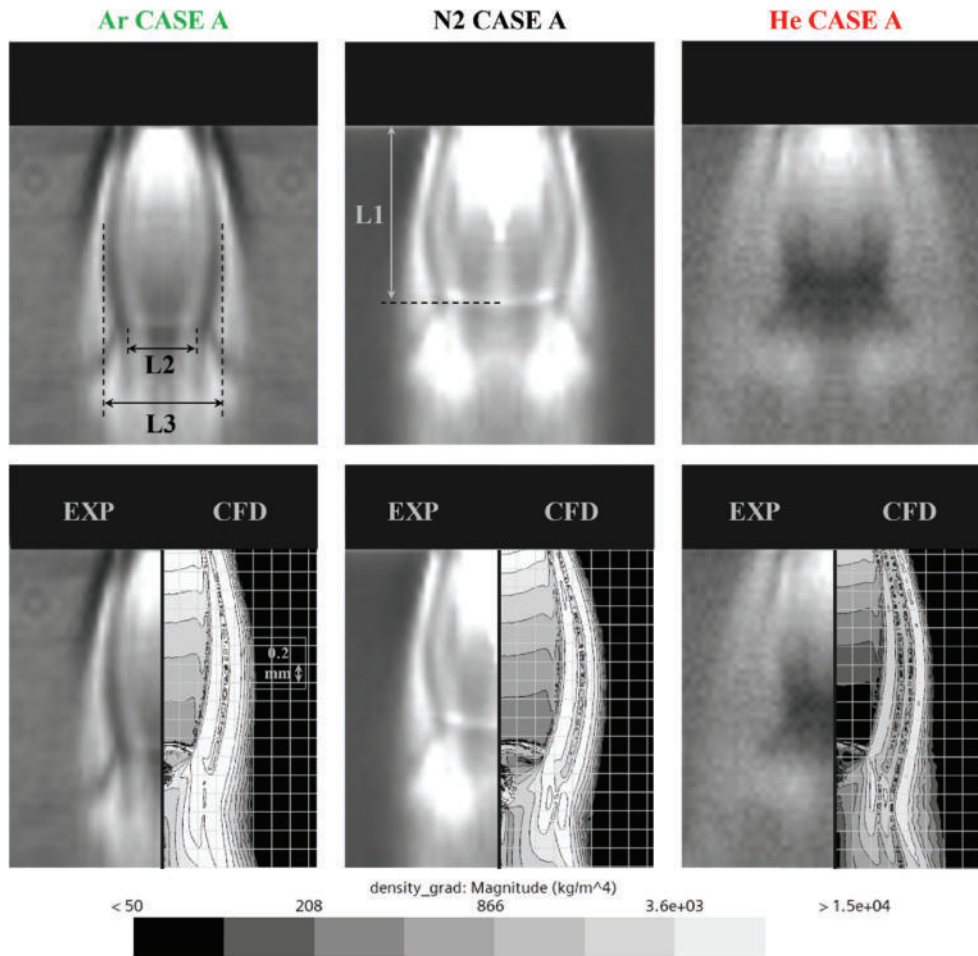 Ar CASE A
N2 CASE A
He CASE A
L1
L2
L3
EXP CFD
EXP CFD
EXP CFD
0.2
mm
density_grad: Magnitude (kg/m^4)
< 50 208 866 3.6e+03 > 1.5e+04